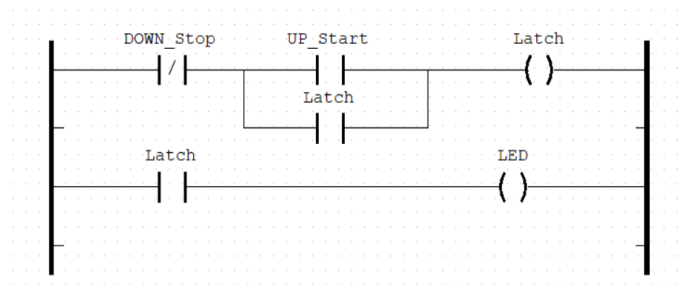 DOWN_Stop UP_Start Latch
/
Latch
Latch LED